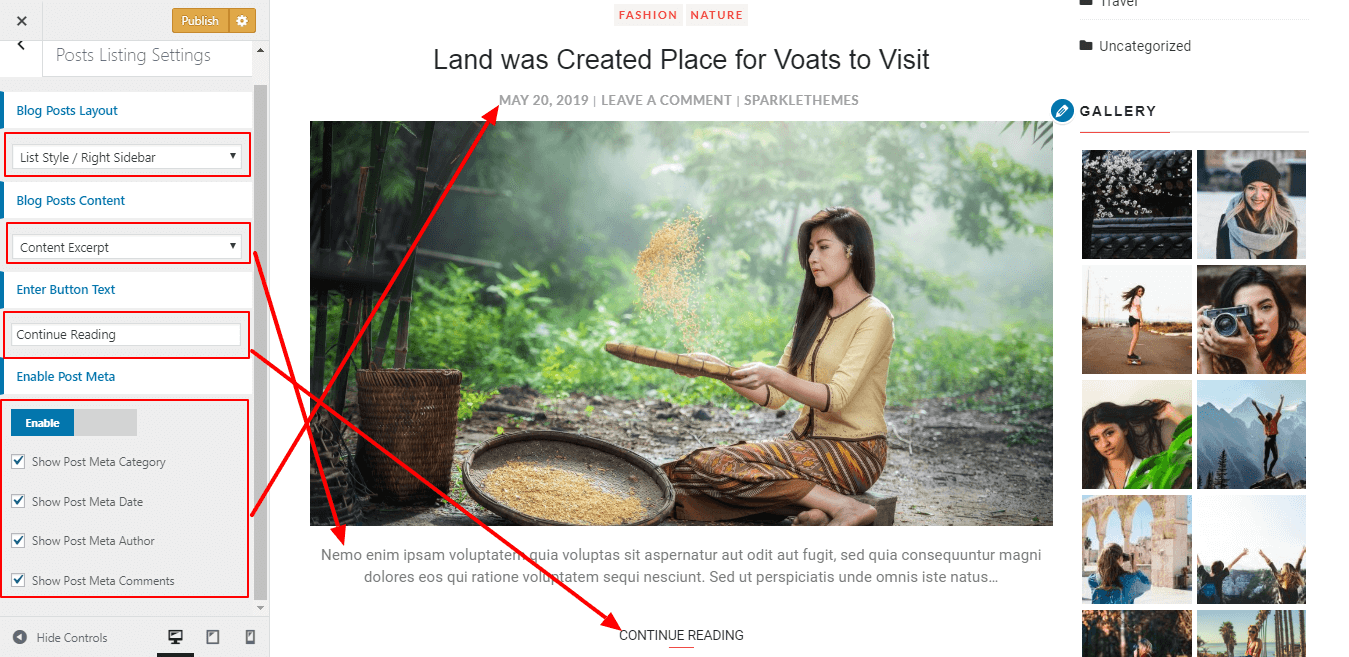 Publish
Posts Listing Settings
Blog Posts Layout
List Style / Right Sidebar
Blog Posts Content
Content Excerpt
Enter Button Text
Continue Reading
Enable Post Meta
Enable
Show Post Meta Category
Show Post Meta Date
Show Post Meta Author
Show Post Meta Comments
Hide Controls
FASHION NATURE
Land was Created Place for Voats to Visit
MAY 20, 2019 | LEAVE A COMMENT | SPARKLETHEMES
Nemo enim ipsam voluptatem quia voluptas sit aspernatur aut odit aut fugit, sed quia consequuntur magni
dolores eos qui ratione voluptatem sequi nesciunt. Sed ut perspiciatis unde omnis iste natus…
CONTINUE READING
Travel
Uncategorized
GALLERY